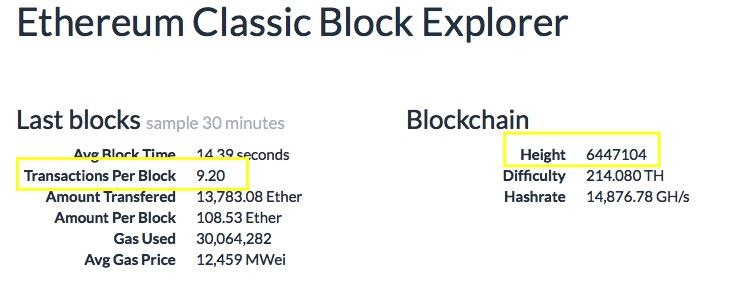 Ethereum Classic Block Explorer
Last blocks sample 30 minutes
Avg Block Time 14.39 seconds
Transactions Per Block 9.20
Amount Transfered 13,783.08 Ether
Amount Per Block 108.53 Ether
Gas Used 30,064,282
Avg Gas Price 12,459 MWei
Blockchain
Height 6447104
Difficulty 214.080 TH
Hashrate 14,876.78 GH/s